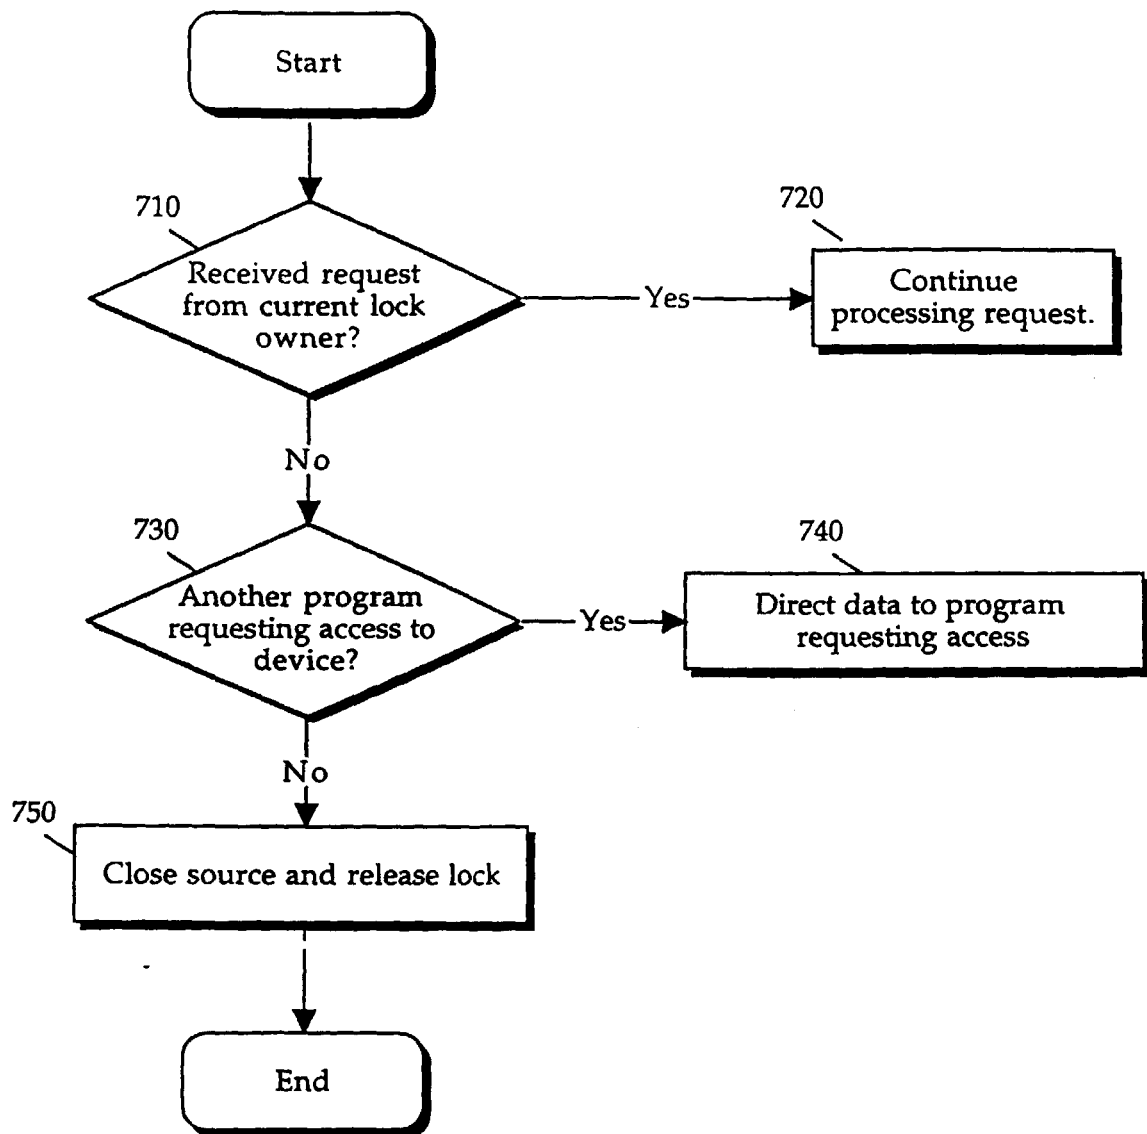 Start
710
Received request
from current lock
owner?
Yes
720
Continue
processing request.
No
730
Another program
requesting access to
device?
Yes
740
Direct data to program
requesting access
No
750
Close source and release lock
End